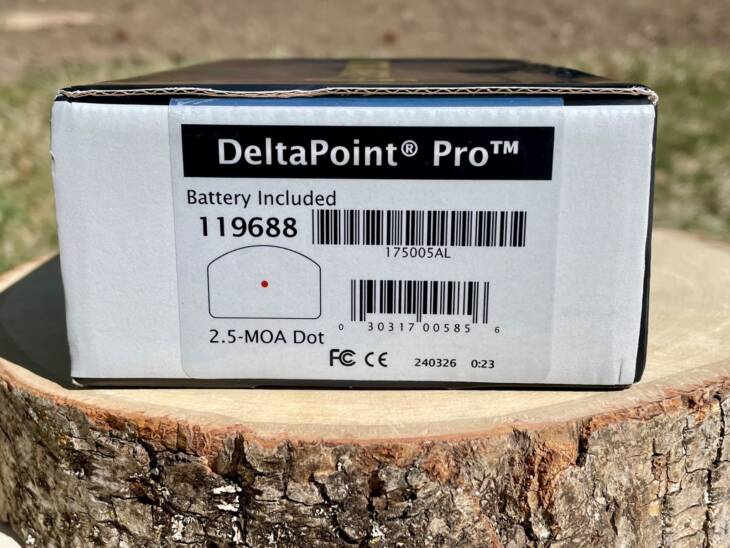 DeltaPoint® Pro™
Battery Included
119688
175005AL
0 30317 00585 6
2.5-MOA Dot
FC CE 240326 0:23